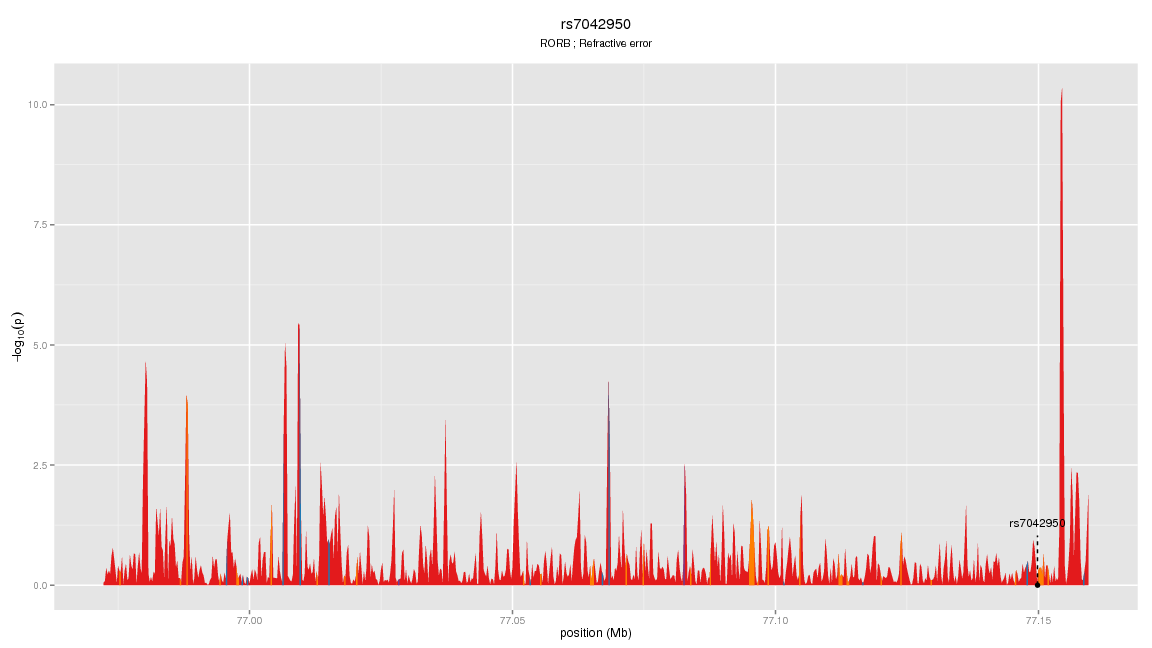 rs7042950
RORB ; Refractive error
10.0
7.5
5.0
2.5
0.0
−log10(p)
rs7042950
77.00 77.05 77.10 77.15
position (Mb)